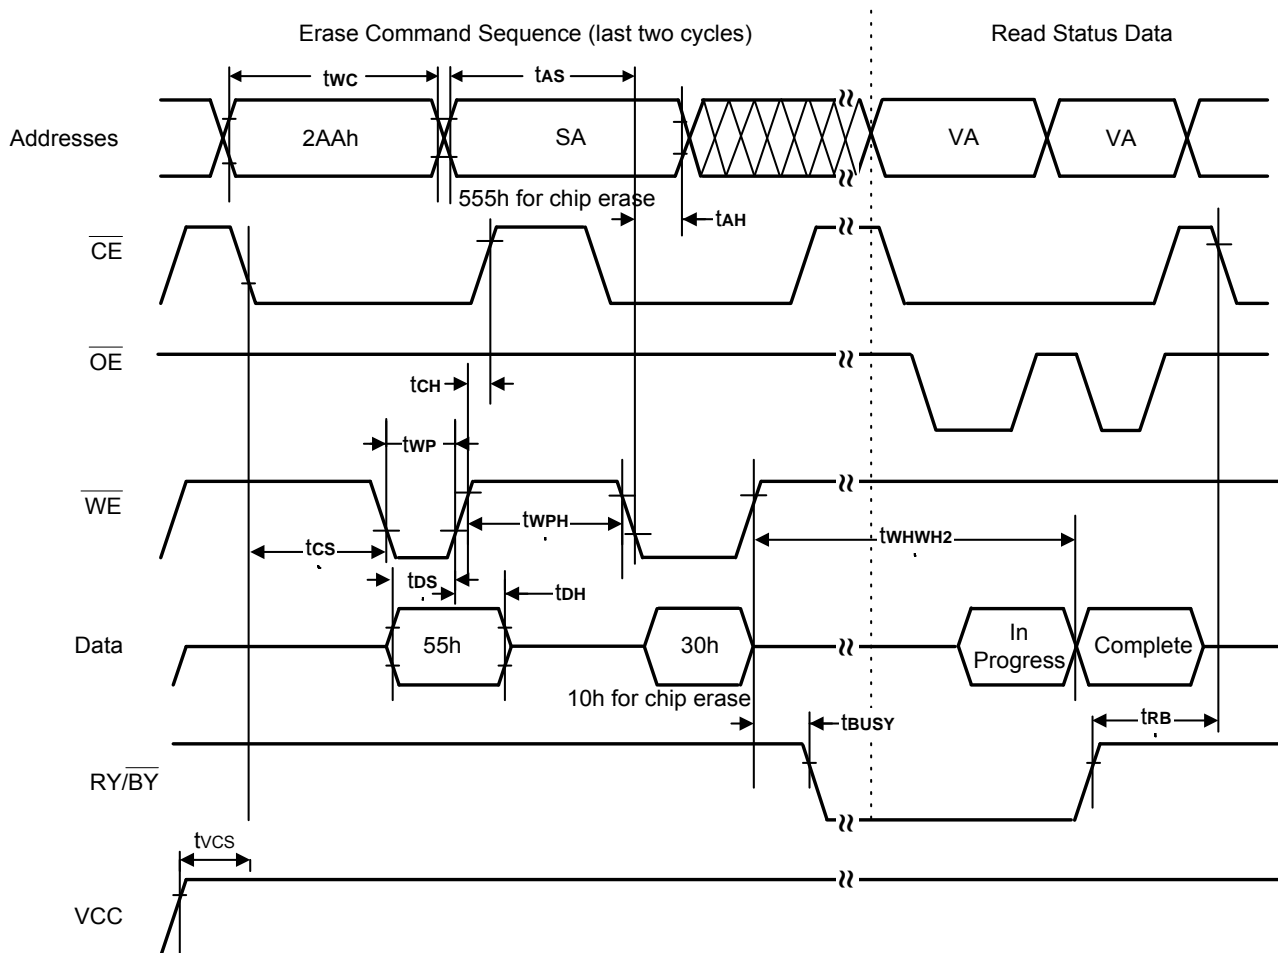 Erase Command Sequence (last two cycles)
Read Status Data
tWC
tAS
Addresses
2AAh
SA
VA
VA
555h for chip erase
tAH
CE
OE
tCH
tWP
WE
tWPH
tCS
tWHWH2
tDS
tDH
Data
55h
30h
In
Progress
Complete
10h for chip erase
tBUSY
tRB
RY/BY
tVCS
VCC